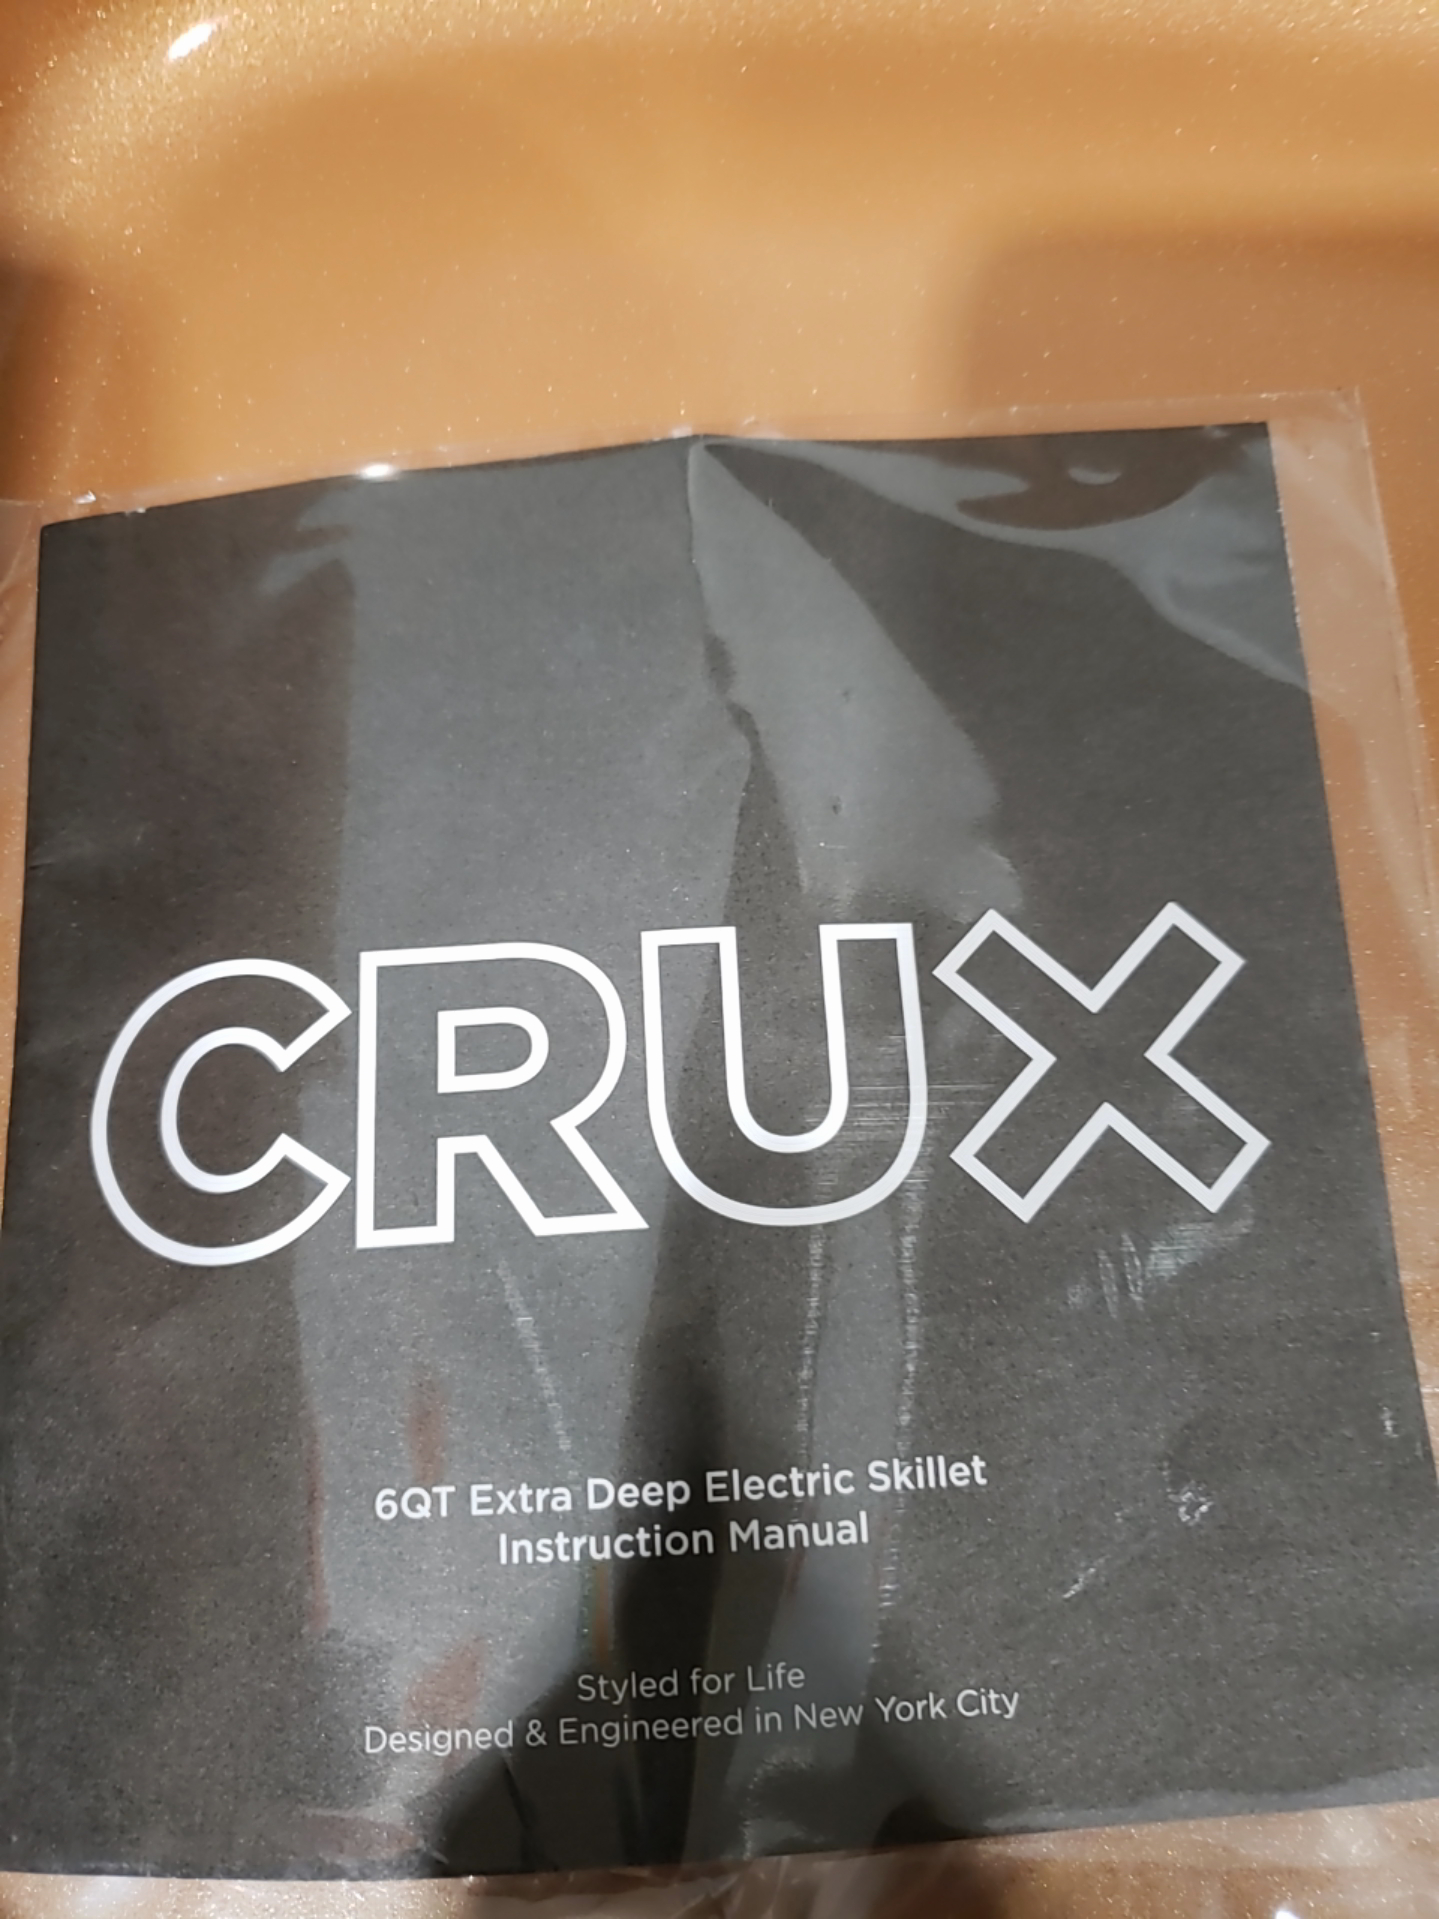 CRUX
6QT Extra Deep Electric Skillet
Instruction Manual
Styled for Life
Designed & Engineered in New York City